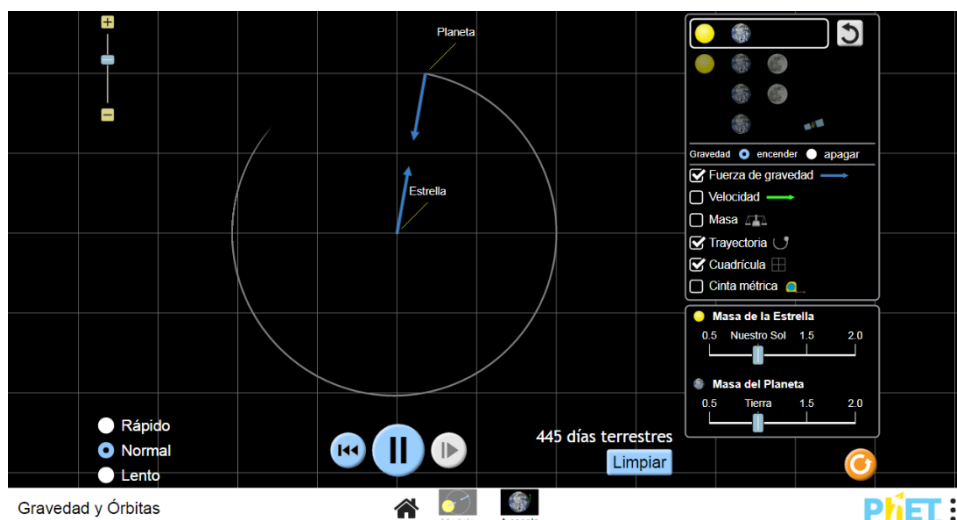 Planeta
Estrella
Gravedad encender apagar
Fuerza de gravedad
Velocidad
Masa
Trayectoria
Cuadrícula
Cinta métrica
Masa de la Estrella
0.5 Nuestro Sol 1.5 2.0
Masa del Planeta
0.5 Tierra 1.5 2.0
Rápido
Normal
Lento
445 días terrestres
Limpiar
Gravedad y Órbitas
PhET